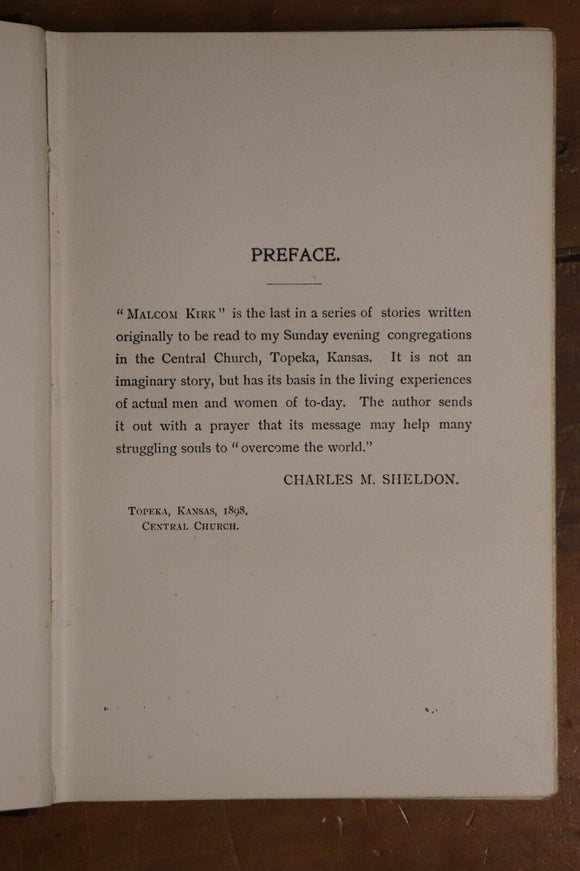 PREFACE.
“MALCOM KIRK” is the last in a series of stories written
originally to be read to my Sunday evening congregations
in the Central Church, Topeka, Kansas. It is not an
imaginary story, but has its basis in the living experiences
of actual men and women of to-day. The author sends
it out with a prayer that its message may help many
struggling souls to “overcome the world.”
CHARLES M. SHELDON.
TOPEKA, KANSAS, 1898.
CENTRAL CHURCH.